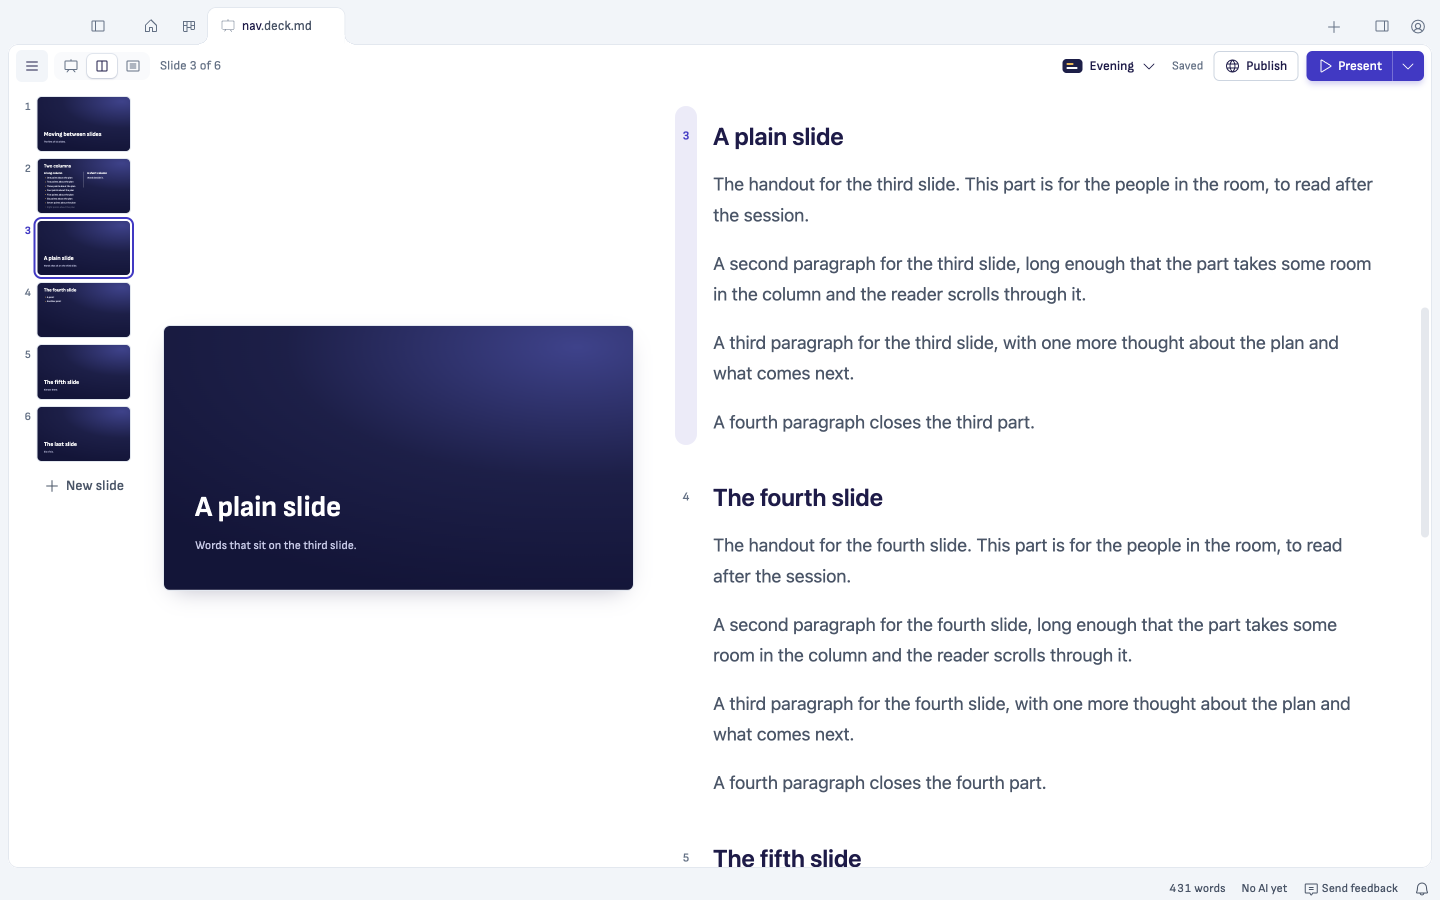 nav.deck.md
Slide 3 of 6
Evening
Saved
Publish
Present
1
Moving between slides
2
Two columns
3
A plain slide
4
The fourth slide
5
The fifth slide
6
The last slide
New slide
A plain slide
Words that sit on the third slide.
3
A plain slide
The handout for the third slide. This part is for the people in the room, to read after
the session.
A second paragraph for the third slide, long enough that the part takes some room
in the column and the reader scrolls through it.
A third paragraph for the third slide, with one more thought about the plan and
what comes next.
A fourth paragraph closes the third part.
4
The fourth slide
The handout for the fourth slide. This part is for the people in the room, to read
after the session.
A second paragraph for the fourth slide, long enough that the part takes some
room in the column and the reader scrolls through it.
A third paragraph for the fourth slide, with one more thought about the plan and
what comes next.
A fourth paragraph closes the fourth part.
5
The fifth slide
431 words
No AI yet
Send feedback